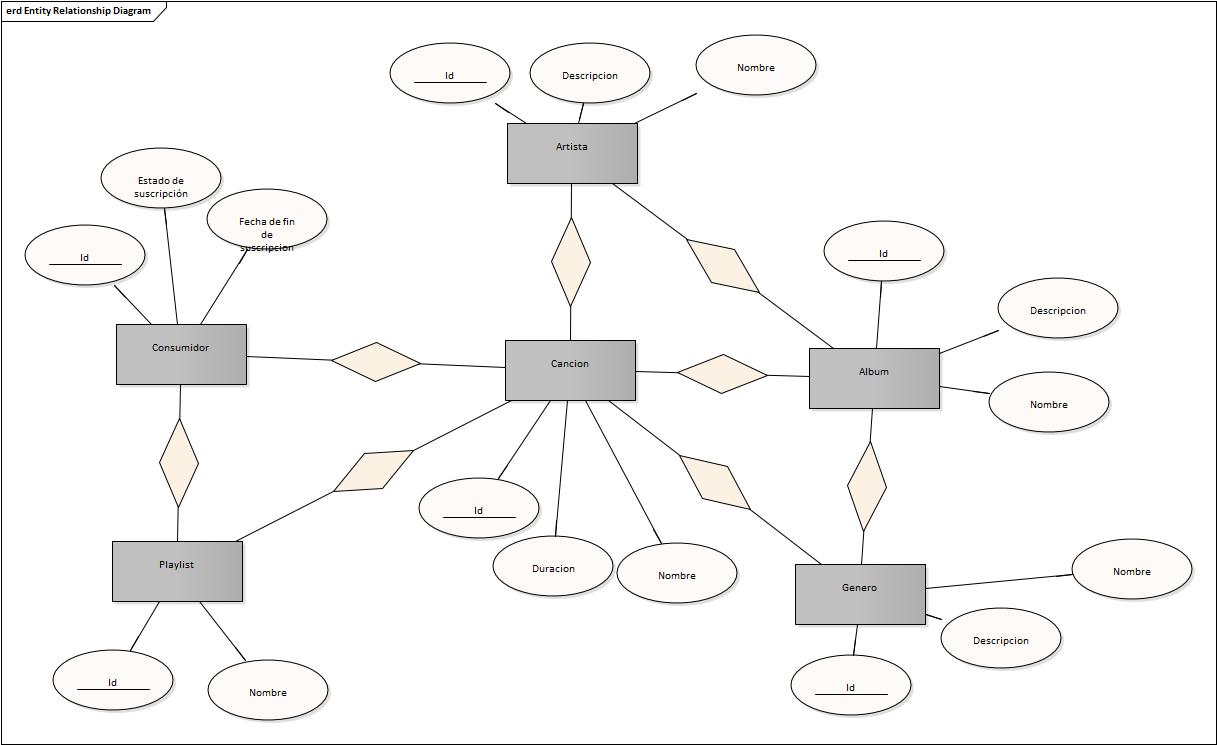 erd Entity Relationship Diagram
Id
Descripcion
Nombre
Artista
Estado de
suscripción
Fecha de fin
de
suscripcion
Id
Id
Descripcion
Consumidor
Cancion
Album
Nombre
Id
Duracion
Nombre
Playlist
Genero
Nombre
Descripcion
Id
Nombre
Id